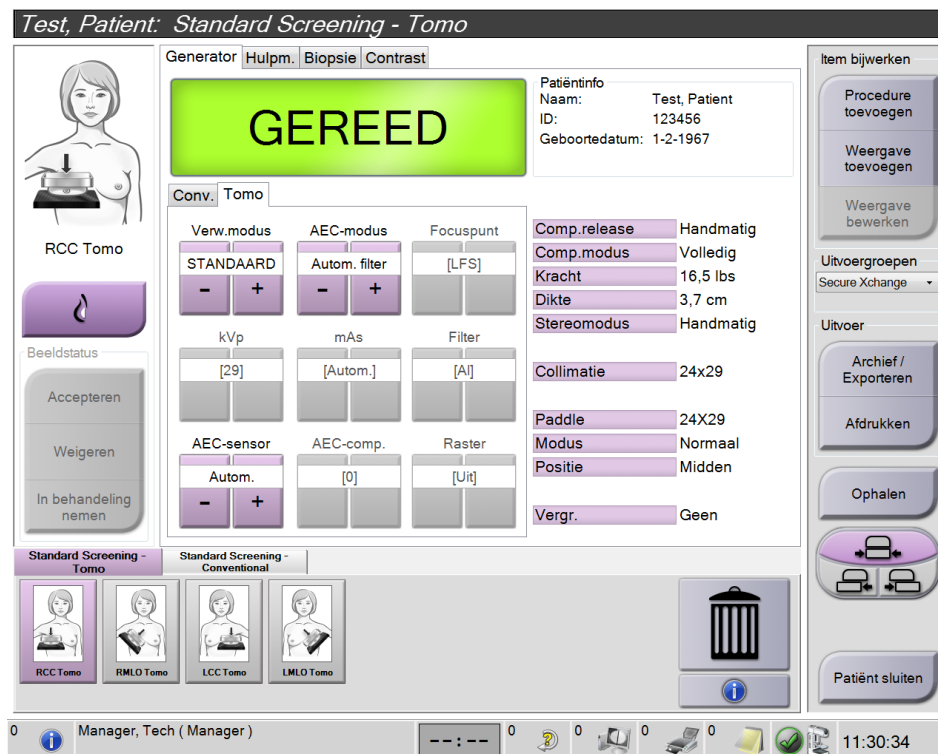 Test, Patient: Standard Screening - Tomo
RCC Tomo
Beeldstatus
Accepteren
Weigeren
In behandeling
nemen
Generator Hulpm. Biopsie Contrast
GEREED
Patiëntinfo
Naam: Test, Patient
ID: 123456
Geboortedatum: 1-2-1967
Conv. Tomo
Verw.modus AEC-modus Focuspunt
STANDAARD Autom. filter [LFS]
- + - +
kVp mAs Filter
[29] [Autom.] [Al]
AEC-sensor AEC-comp. Raster
Autom. [0] [Uit]
- +
Comp.release Handmatig
Comp.modus Volledig
Kracht 16,5 lbs
Dikte 3,7 cm
Stereomodus Handmatig
Collimatie 24x29
Paddle 24X29
Modus Normaal
Positie Midden
Vergr. Geen
Item bijwerken
Procedure
toevoegen
Weergave
toevoegen
Weergave
bewerken
Uitvoergroepen
Secure Xchange
Uitvoer
Archief /
Exporteren
Afdrukken
Ophalen
Patiënt sluiten
Standard Screening -
Tomo
Standard Screening -
Conventional
RCC Tomo RMLO Tomo LCC Tomo LMLO Tomo
0 Manager, Tech ( Manager ) --:-- 0 0 0 0 11:30:34